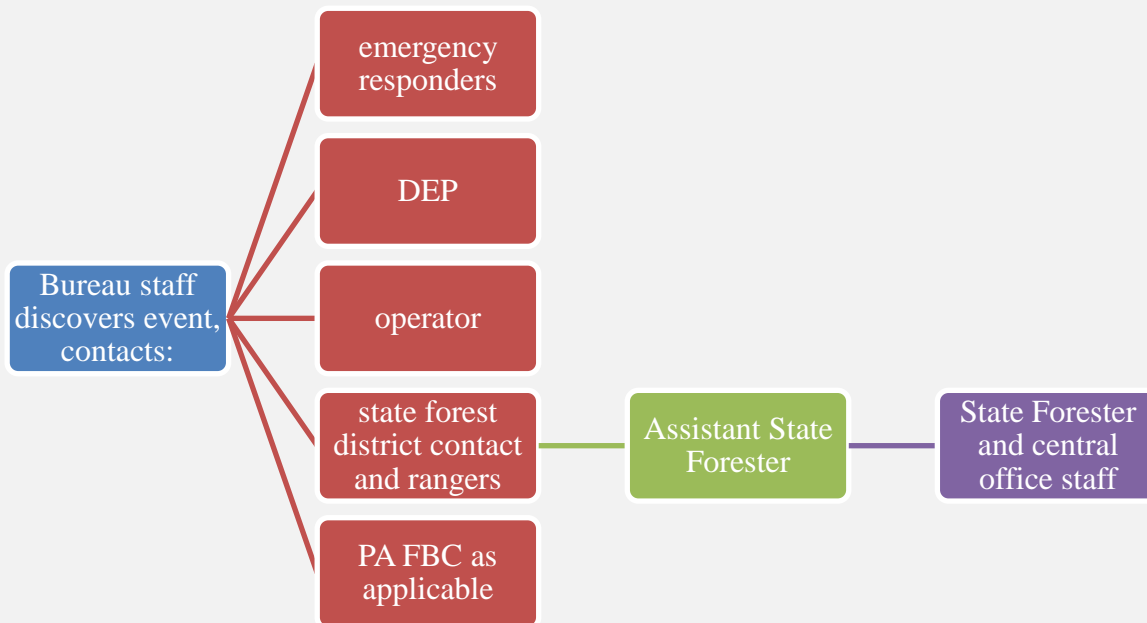 emergency
responders
DEP
Bureau staff
discovers event,
contacts:
operator
state forest
district contact
and rangers
Assistant State
Forester
State Forester
and central
office staff
PA FBC as
applicable